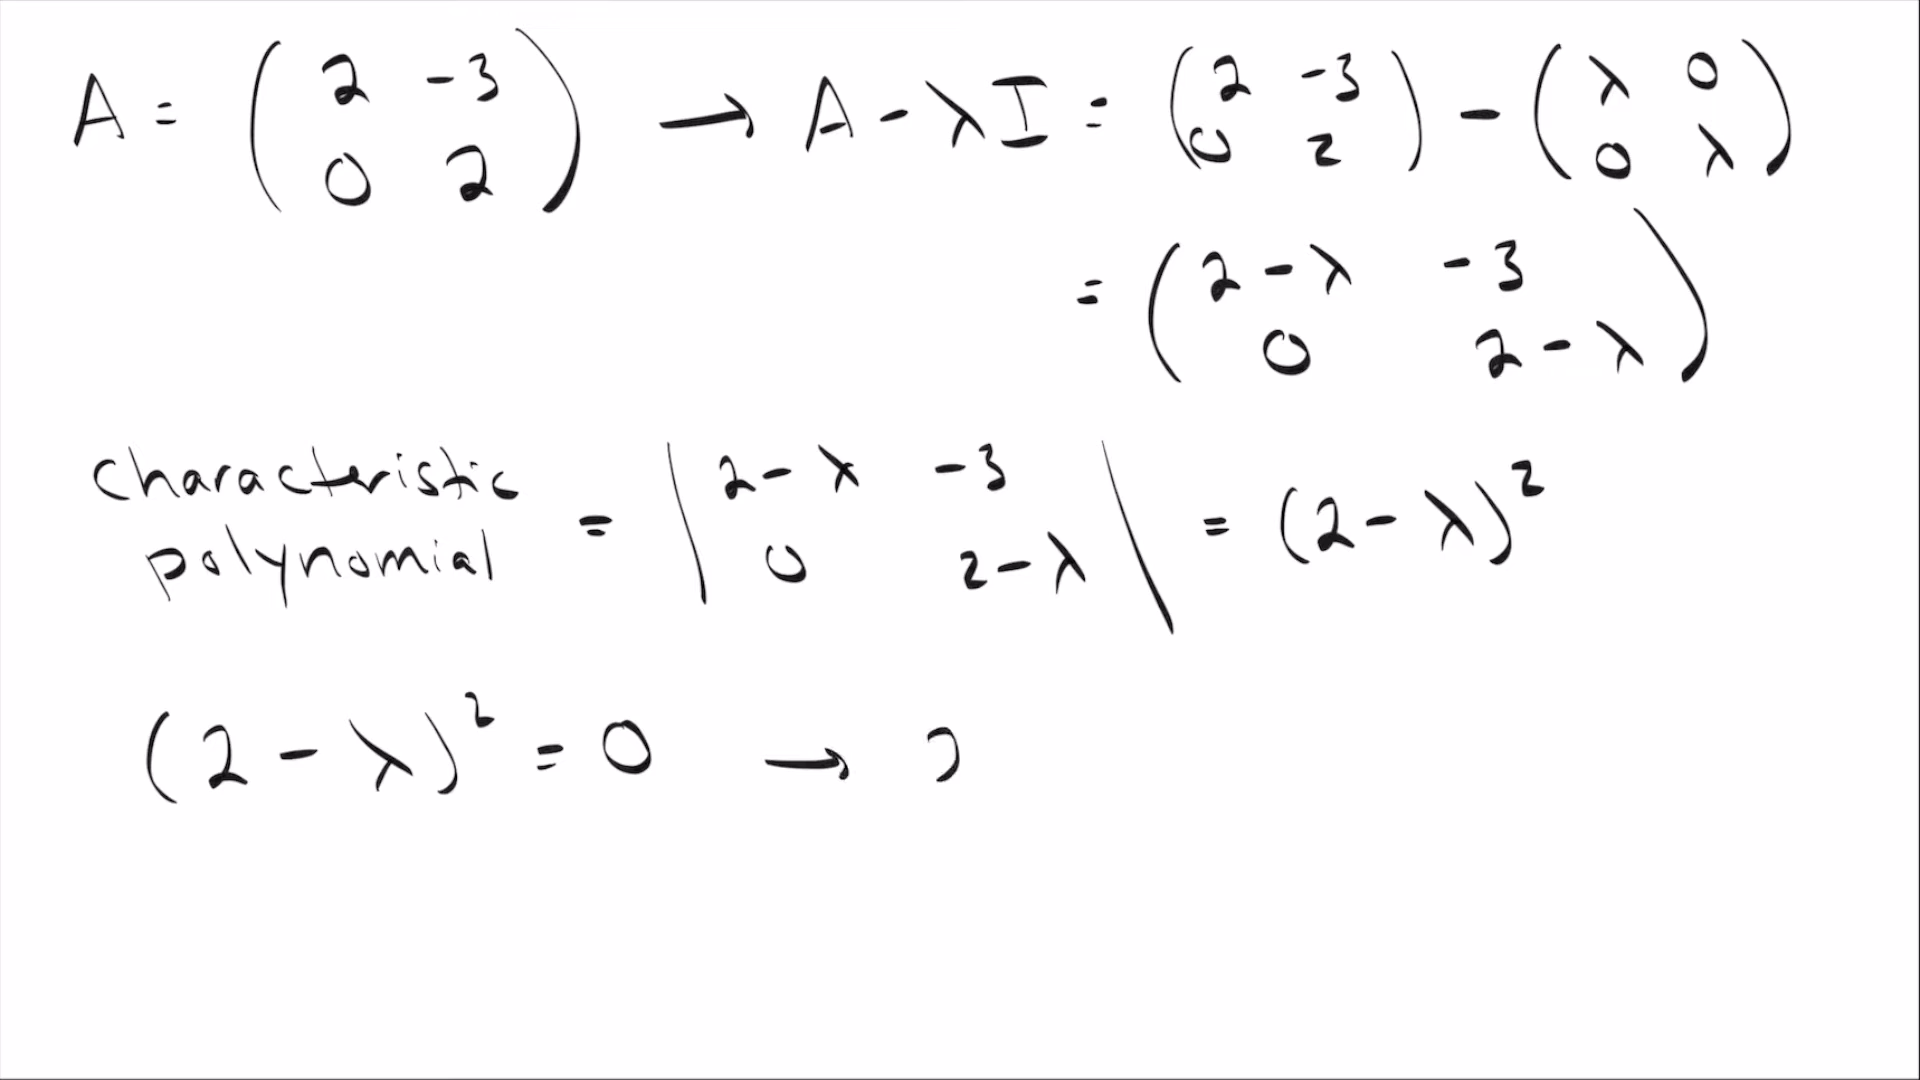 A = ( 2 -3 ; 0 2 ) → A - λI = ( 2 -3 ; 0 2 ) - ( λ 0 ; 0 λ )
= ( 2-λ -3 ; 0 2-λ )
characteristic polynomial = | 2-λ -3 ; 0 2-λ | = (2-λ)²
(2-λ)² = 0 →